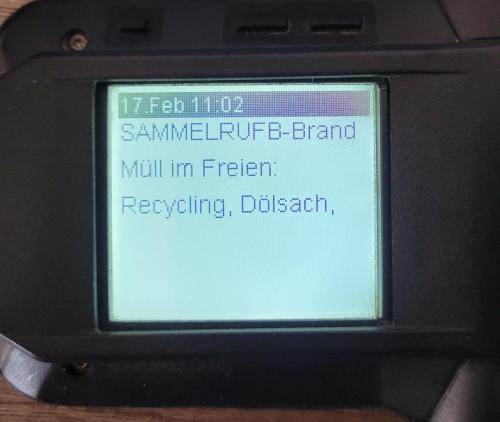 17.Feb 11:02
SAMMELRUFB-Brand
Müll im Freien:
Recycling, Dölsach,